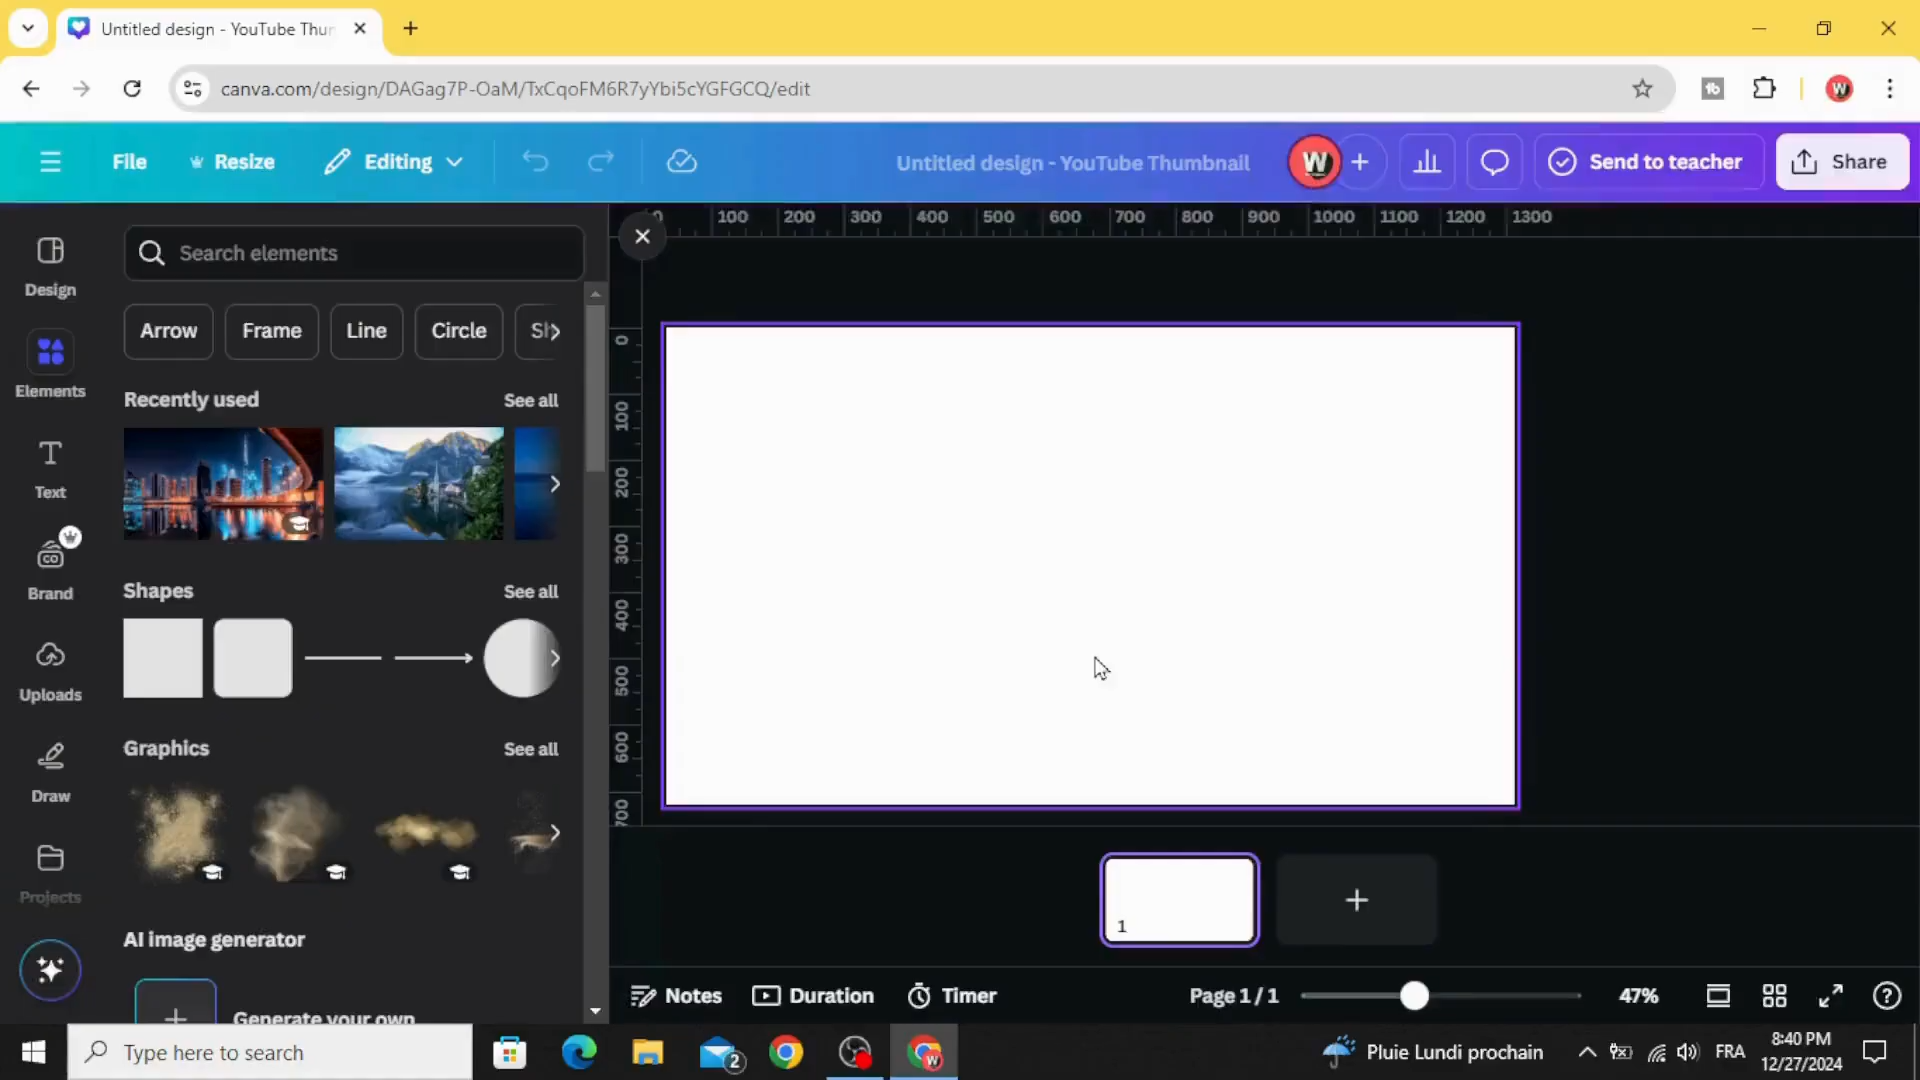 Untitled design - YouTube Thur
canva.com/design/DAGag7P-OaM/TxCqoFM6R7yYbi5cYGFGCQ/edit
File
Resize
Editing
Untitled design - YouTube Thumbnail
W
Send to teacher
Share
0 100 200 300 400 500 600 700 800 900 1000 1100 1200 1300
Search elements
Design
Arrow
Frame
Line
Circle
Elements
Recently used
See all
Text
Shapes
See all
CO
Brand
Uploads
Graphics
See all
Draw
Projects
AI image generator
Generate your own
0
100
200
300
400
500
600
700
1
Notes
Duration
Timer
Page 1 / 1
47%
Type here to search
2
W
Pluie Lundi prochain
FRA
8:40 PM
12/27/2024